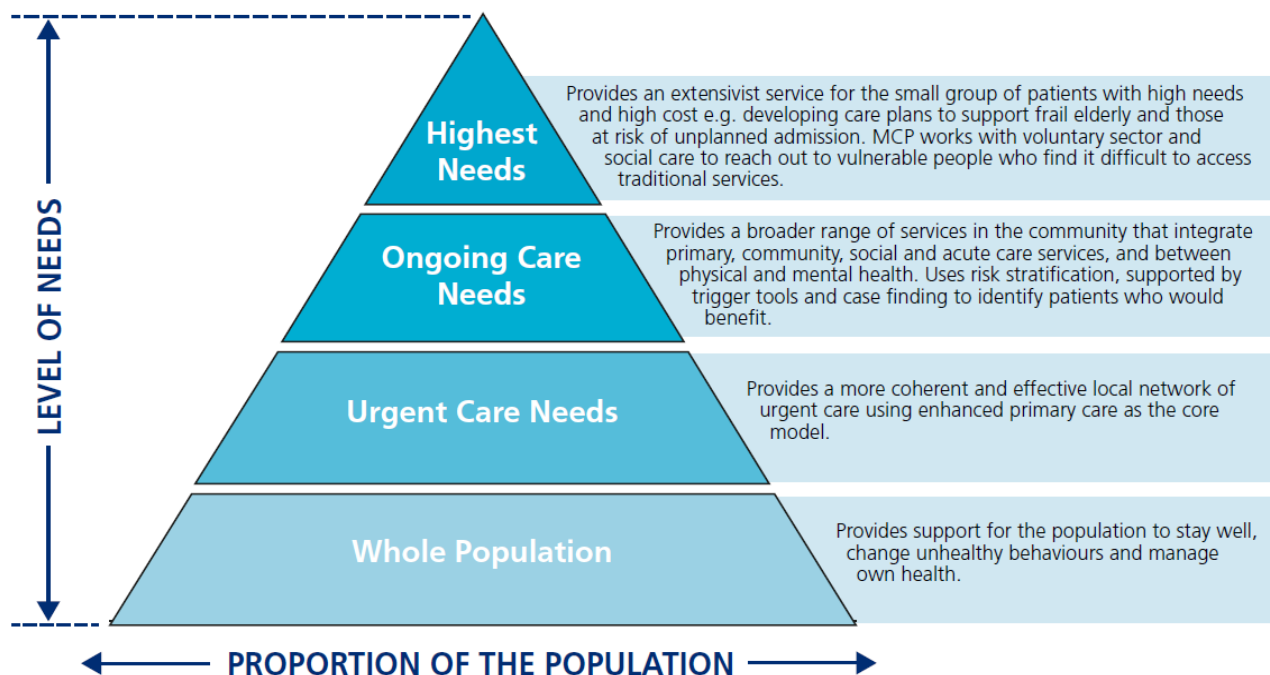 LEVEL OF NEEDS
Highest
Needs
Provides an extensivist service for the small group of patients with high needs
and high cost e.g. developing care plans to support frail elderly and those
at risk of unplanned admission. MCP works with voluntary sector and
social care to reach out to vulnerable people who find it difficult to access
traditional services.
Ongoing Care
Needs
Provides a broader range of services in the community that integrate
primary, community, social and acute care services, and between
physical and mental health. Uses risk stratification, supported by
trigger tools and case finding to identify patients who would
benefit.
Urgent Care Needs
Provides a more coherent and effective local network of
urgent care using enhanced primary care as the core
model.
Whole Population
Provides support for the population to stay well,
change unhealthy behaviours and manage
own health.
PROPORTION OF THE POPULATION